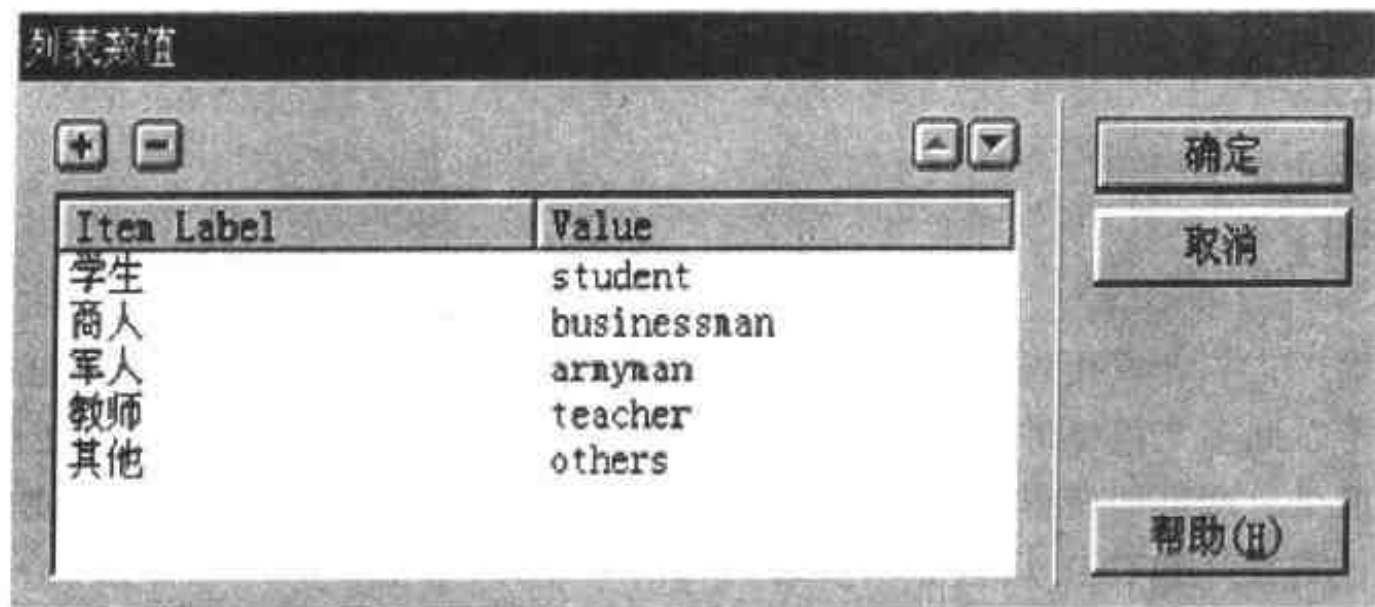 列表数值
确定
取消
Item Label Value
学生 student
商人 businessman
军人 armyman
教师 teacher
其他 others
帮助(H)